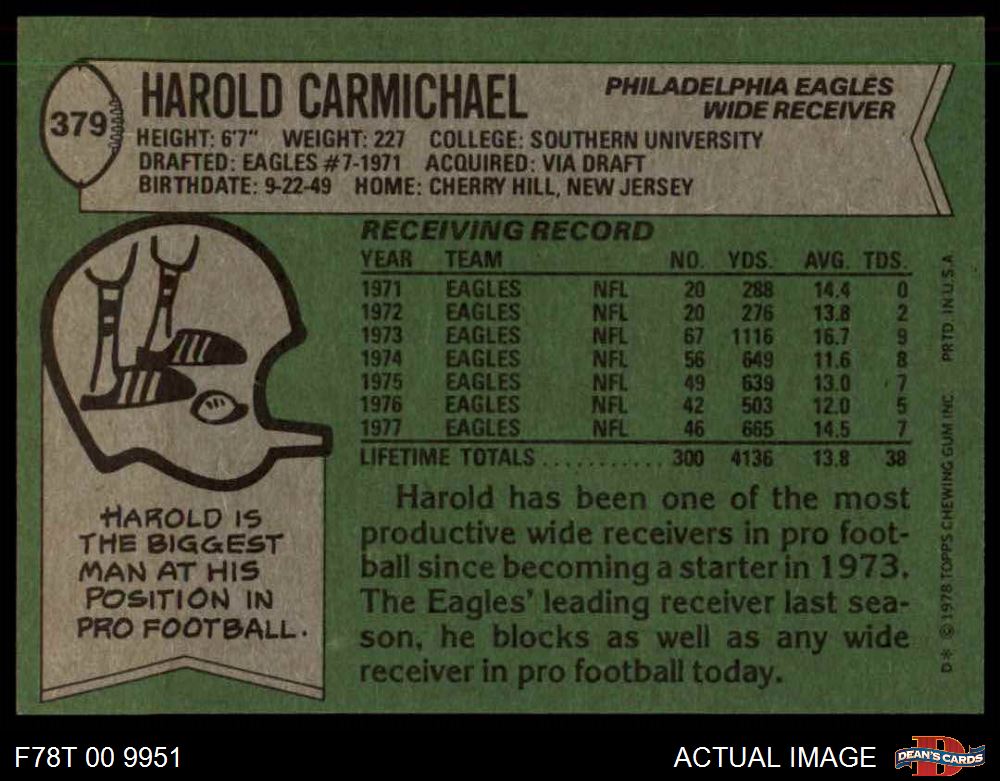 379
HAROLD CARMICHAEL
PHILADELPHIA EAGLES
WIDE RECEIVER
HEIGHT: 6'7" WEIGHT: 227 COLLEGE: SOUTHERN UNIVERSITY
DRAFTED: EAGLES #7-1971 ACQUIRED: VIA DRAFT
BIRTHDATE: 9-22-49 HOME: CHERRY HILL, NEW JERSEY
RECEIVING RECORD
YEAR TEAM NO. YDS. AVG. TDS.
1971 EAGLES NFL 20 288 14.4 0
1972 EAGLES NFL 20 276 13.8 2
1973 EAGLES NFL 67 1116 16.7 9
1974 EAGLES NFL 56 649 11.6 8
1975 EAGLES NFL 49 639 13.0 7
1976 EAGLES NFL 42 503 12.0 5
1977 EAGLES NFL 46 665 14.5 7
LIFETIME TOTALS ........... 300 4136 13.8 38
Harold has been one of the most
productive wide receivers in pro foot-
ball since becoming a starter in 1973.
The Eagles' leading receiver last sea-
son, he blocks as well as any wide
receiver in pro football today.
HAROLD IS
THE BIGGEST
MAN AT HIS
POSITION IN
PRO FOOTBALL.
D* © 1978 TOPPS CHEWING GUM INC. PRTD. IN U.S.A.
F78T 00 9951
ACTUAL IMAGE
D
DEAN'S CARDS